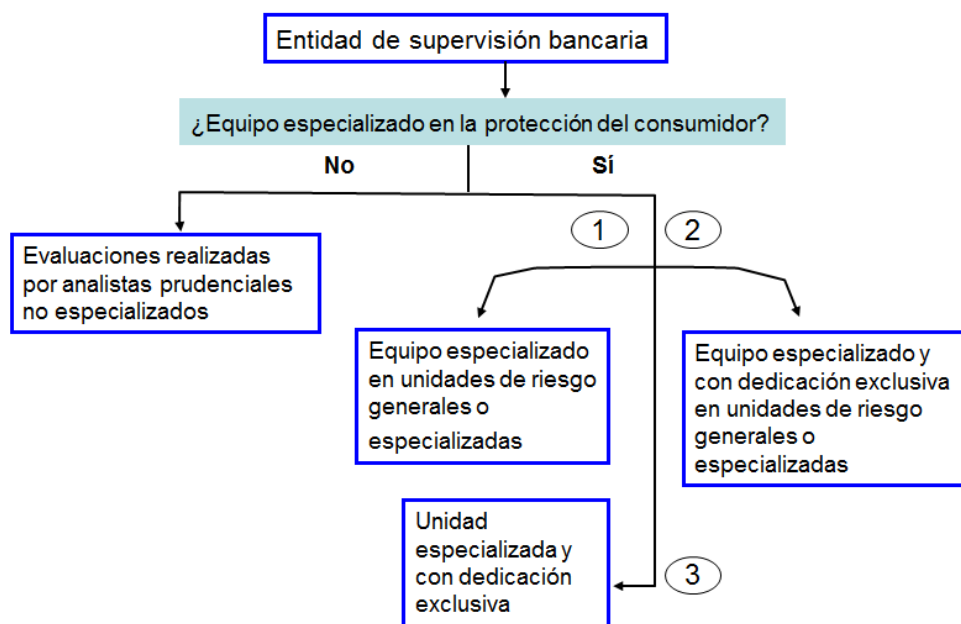 Entidad de supervisión bancaria
¿Equipo especializado en la protección del consumidor?
No
Sí
1
2
Evaluaciones realizadas
por analistas prudenciales
no especializados
Equipo especializado
en unidades de riesgo
generales o
especializadas
Equipo especializado y
con dedicación exclusiva
en unidades de riesgo
generales o
especializadas
Unidad
especializada y
con dedicación
exclusiva
3